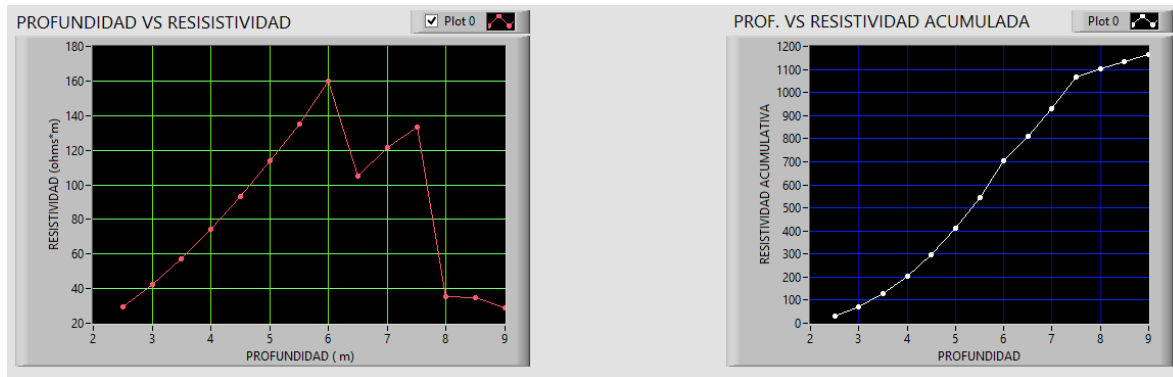 PROFUNDIDAD VS RESISISTIVIDAD
Plot 0
180
160
140
120
100
80
60
40
20
RESISTIVIDAD (ohms*m)
2 3 4 5 6 7 8 9
PROFUNDIDAD ( m)
PROF. VS RESISTIVIDAD ACUMULADA
Plot 0
1200
1100
1000
900
800
700
600
500
400
300
200
100
0
RESISTIVIDAD ACUMULATIVA
2 3 4 5 6 7 8 9
PROFUNDIDAD